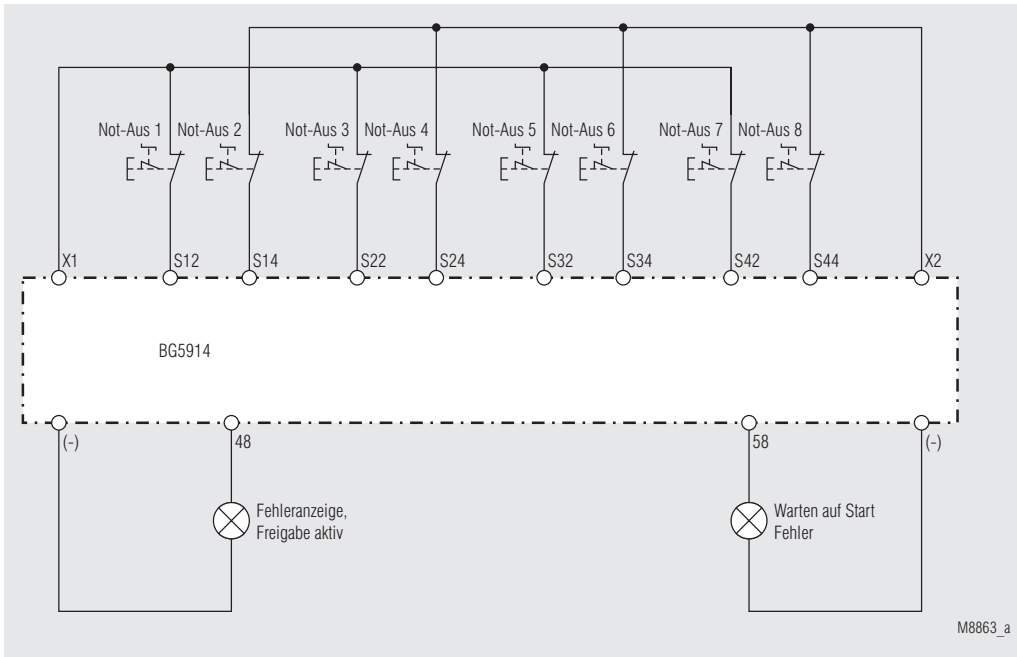 Not-Aus 1 Not-Aus 2 Not-Aus 3 Not-Aus 4 Not-Aus 5 Not-Aus 6 Not-Aus 7 Not-Aus 8
X1 S12 S14 S22 S24 S32 S34 S42 S44 X2
BG5914
(-) 48 58 (-)
Fehleranzeige,
Freigabe aktiv
Warten auf Start
Fehler
M8863_a